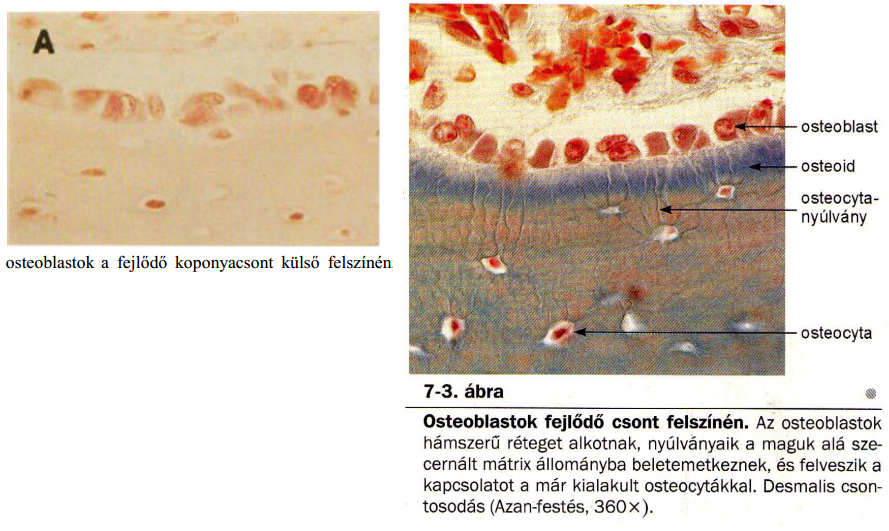 A
osteoblastok a fejlődő koponyacsont külső felszínén.
osteoblast
osteoid
osteocyta-
nyúlvány
osteocyta
7-3. ábra
Osteoblastok fejlődő csont felszínén. Az osteoblastok
hámszerű réteget alkotnak, nyúlványaik a maguk alá sze-
cernált mátrix állományba beletemetkeznek, és felveszik a
kapcsolatot a már kialakult osteocytákkal. Desmalis cson-
tosodás (Azan-festés, 360×).